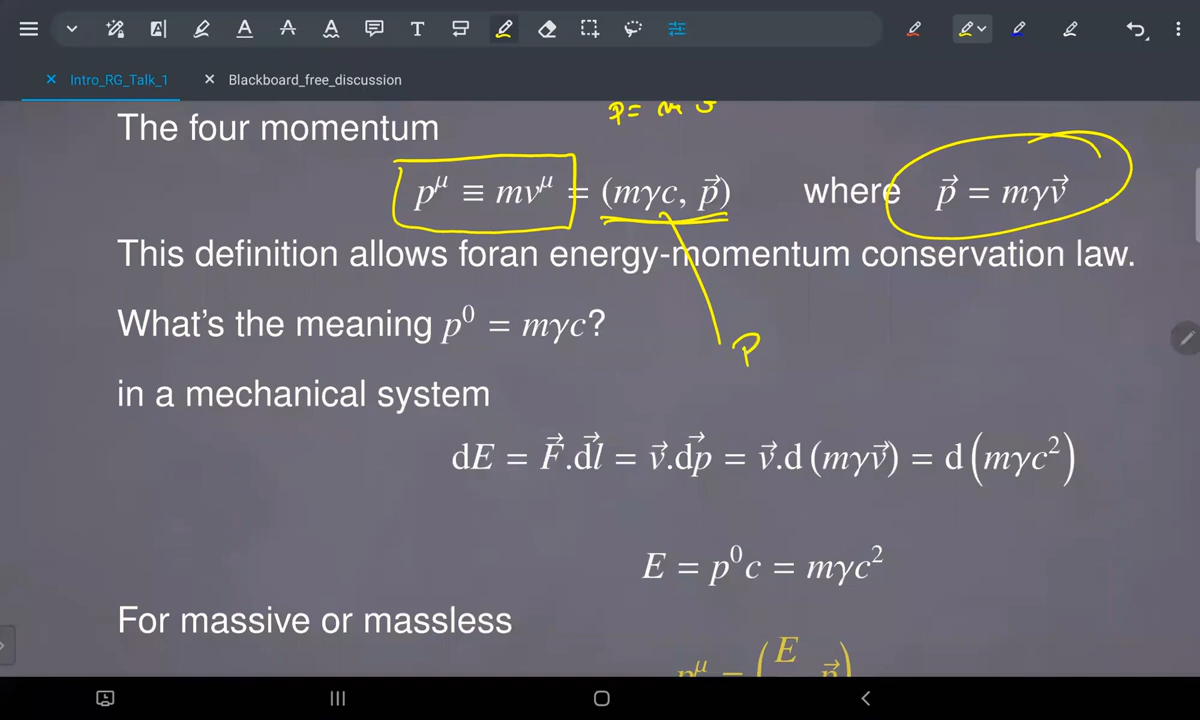 Intro_RG_Talk_1 Blackboard_free_discussion
p = m v
The four momentum
p^μ ≡ mv^μ = (mγc, p⃗) where p⃗ = mγv⃗
This definition allows foran energy-momentum conservation law.
What's the meaning p^0 = mγc?
P
in a mechanical system
dE = F⃗.dl⃗ = v⃗.dp⃗ = v⃗.d(mγv⃗) = d(mγc^2)
E = p^0c = mγc^2
For massive or massless